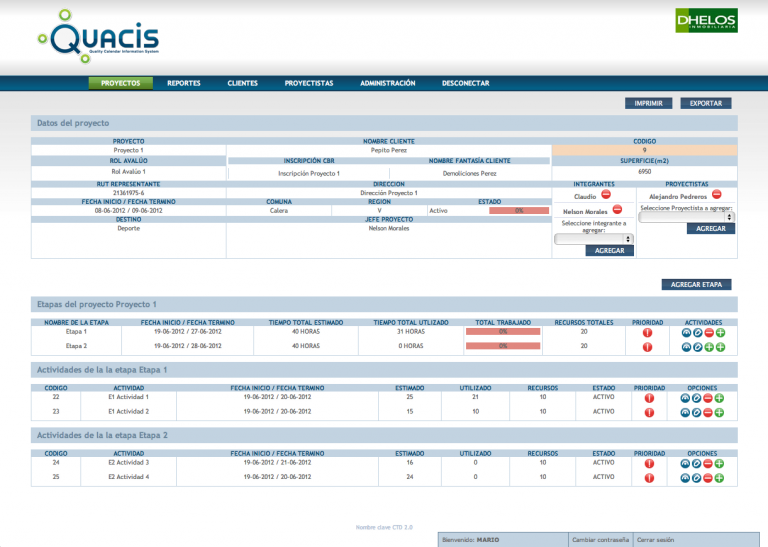 QUACIS
Quality Calendar Information System
DHELOS
INMOBILIARIA
PROYECTOS REPORTES CLIENTES PROYECTISTAS ADMINISTRACIÓN DESCONECTAR
IMPRIMIR EXPORTAR
Datos del proyecto
PROYECTO NOMBRE CLIENTE CODIGO
Proyecto 1 Pepito Perez 9
ROL AVALÚO INSCRIPCIÓN CBR NOMBRE FANTASÍA CLIENTE SUPERFICIE(m2)
Rol Avalúo 1 Inscripción Proyecto 1 Demoliciones Perez 6950
RUT REPRESENTANTE DIRECCION INTEGRANTES PROYECTISTAS
21361975-6 Dirección Proyecto 1 Claudio Alejandro Pedreros
FECHA INICIO / FECHA TERMINO COMUNA REGION ESTADO
08-06-2012 / 09-06-2012 Calera V Activo 0% Nelson Morales Seleccione Proyectista a agregar:
DESTINO JEFE PROYECTO Seleccione integrante a agregar:
Deporte Nelson Morales AGREGAR
AGREGAR
AGREGAR ETAPA
Etapas del proyecto Proyecto 1
NOMBRE DE LA ETAPA FECHA INICIO / FECHA TERMINO TIEMPO TOTAL ESTIMADO TIEMPO TOTAL UTLIZADO TOTAL TRABAJADO RECURSOS TOTALES PRIORIDAD ACTIVIDADES
Etapa 1 19-06-2012 / 27-06-2012 40 HORAS 31 HORAS 0% 20
Etapa 2 19-06-2012 / 28-06-2012 40 HORAS 0 HORAS 0% 20
Actividades de la la etapa Etapa 1
CODIGO ACTIVIDAD FECHA INICIO / FECHA TERMINO ESTIMADO UTILIZADO RECURSOS ESTADO PRIORIDAD OPCIONES
22 E1 Actividad 1 19-06-2012 / 20-06-2012 25 21 10 ACTIVO
23 E1 Actividad 2 19-06-2012 / 20-06-2012 15 10 10 ACTIVO
Actividades de la la etapa Etapa 2
CODIGO ACTIVIDAD FECHA INICIO / FECHA TERMINO ESTIMADO UTILIZADO RECURSOS ESTADO PRIORIDAD OPCIONES
24 E2 Actividad 3 19-06-2012 / 21-06-2012 16 0 10 ACTIVO
25 E2 Actividad 4 19-06-2012 / 20-06-2012 24 0 10 ACTIVO
Nombre clave CTD 2.0
Bienvenido: MARIO Cambiar contraseña Cerrar sesión